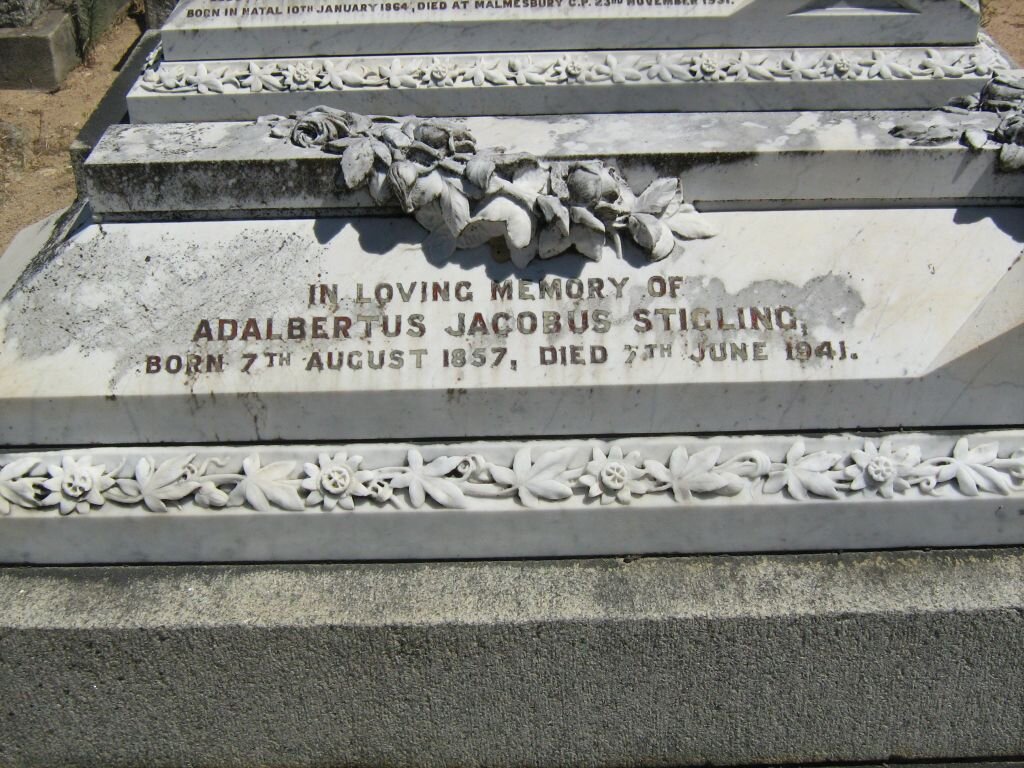 BORN IN NATAL 10TH JANUARY 1864, DIED AT MALMESBURY C.P. 23RD NOVEMBER 1931.
IN LOVING MEMORY OF
ADALBERTUS JACOBUS STIGLING,
BORN 7TH AUGUST 1857, DIED 7TH JUNE 1941.